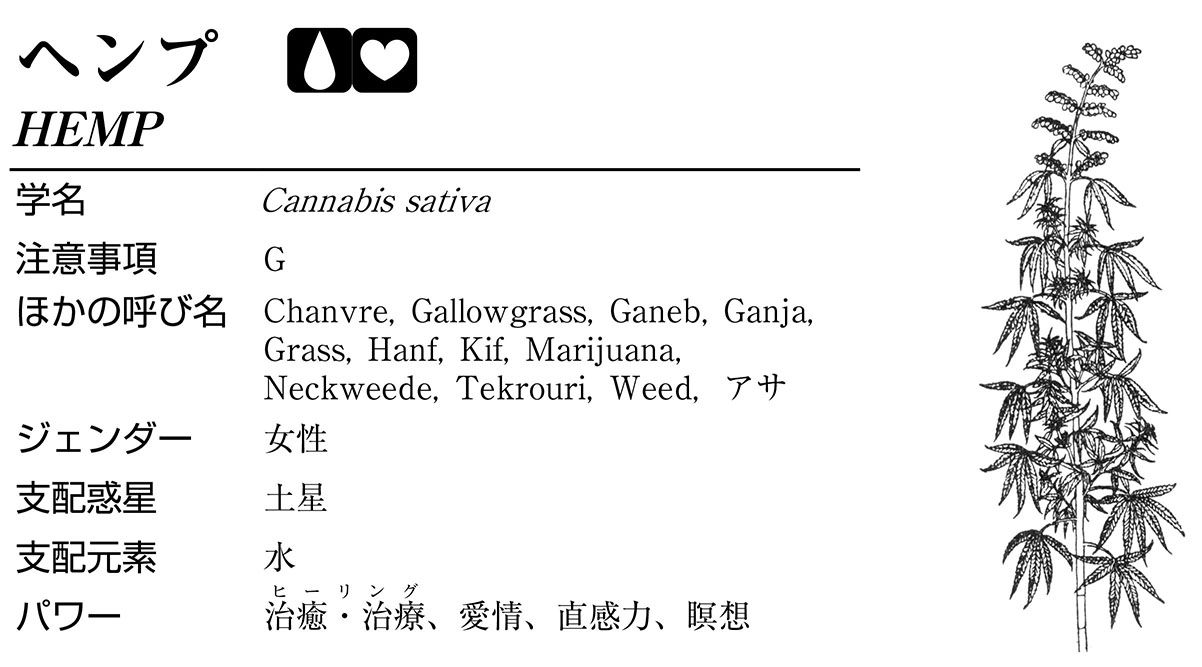 ヘンプ
HEMP
学名 Cannabis sativa
注意事項 G
ほかの呼び名 Chanvre, Gallowgrass, Ganeb, Ganja,
Grass, Hanf, Kif, Marijuana,
Neckweede, Tekrouri, Weed, アサ
ジェンダー 女性
支配惑星 土星
支配元素 水
ヒーリング
パワー 治癒・治療、愛情、直感力、瞑想